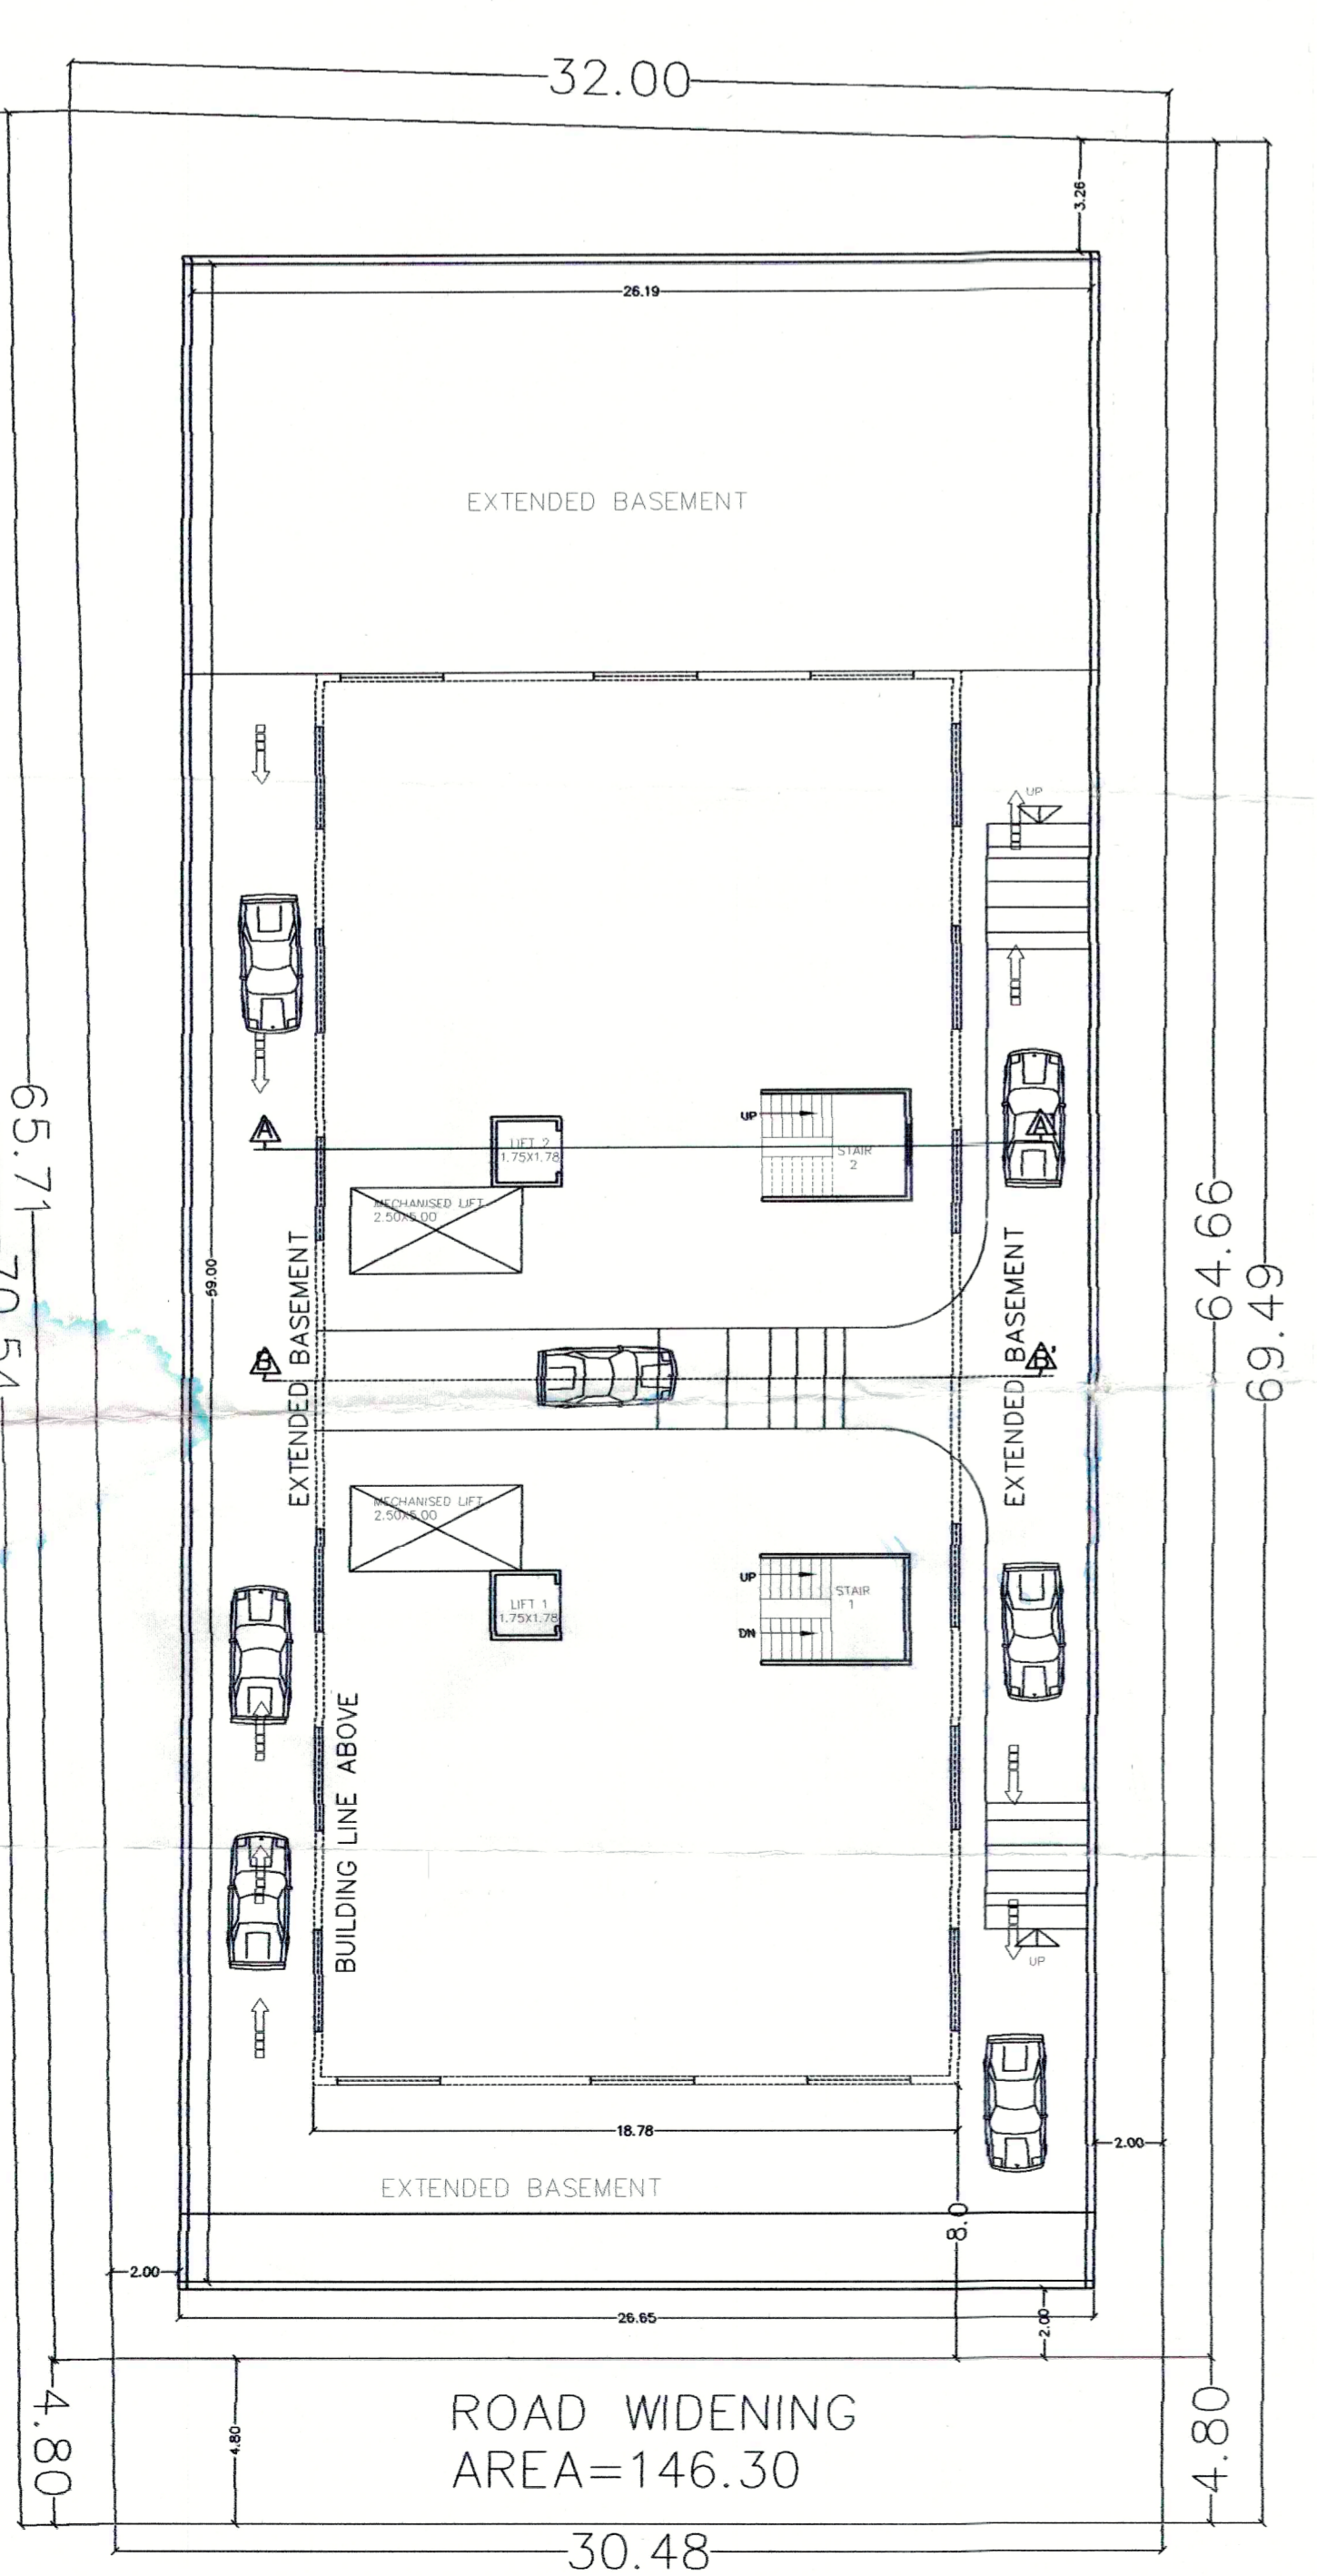 32.00
3.26
26.19
EXTENDED BASEMENT
UP
A
A
UP
LIFT 2
1.75X1.78
STAIR
2
MECHANISED LIFT
2.50X5.00
65.71
70.51
59.00
64.66
69.49
EXTENDED BASEMENT
EXTENDED BASEMENT
B
B'
MECHANISED LIFT
2.50X5.00
LIFT 1
1.75X1.78
UP
DN
STAIR
1
BUILDING LINE ABOVE
UP
18.78
2.00
EXTENDED BASEMENT
8.0
2.00
26.65
2.00
4.80
4.80
4.80
ROAD WIDENING
AREA=146.30
30.48